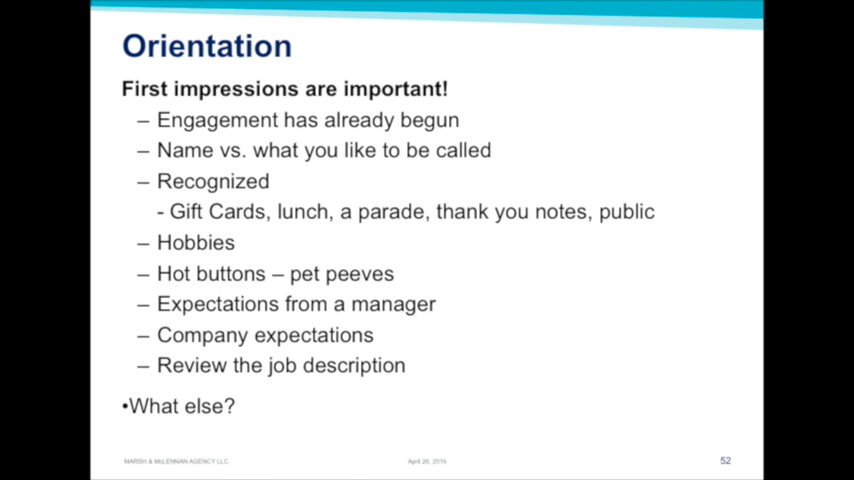 Orientation
First impressions are important!
– Engagement has already begun
– Name vs. what you like to be called
– Recognized
- Gift Cards, lunch, a parade, thank you notes, public
– Hobbies
– Hot buttons – pet peeves
– Expectations from a manager
– Company expectations
– Review the job description
•What else?
MARSH & McLENNAN AGENCY LLC
April 26, 2016
52